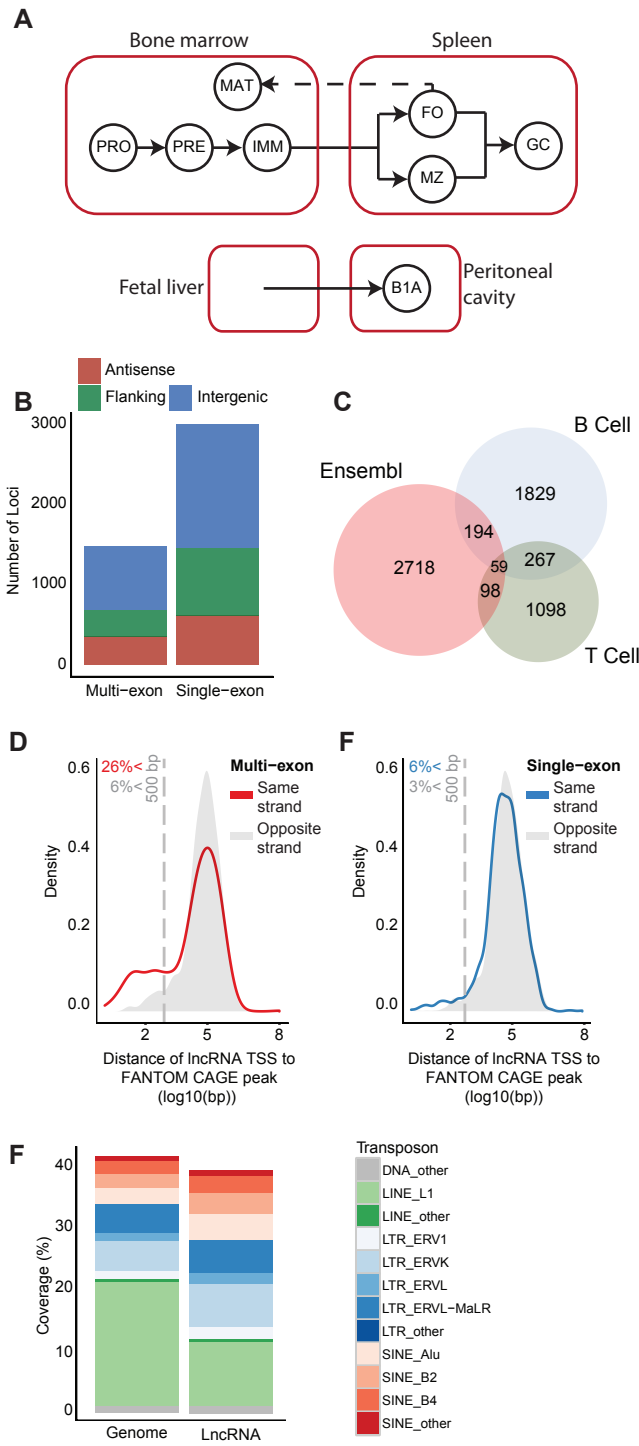 A
Bone marrow
Spleen
MAT
PRO
PRE
IMM
FO
MZ
GC
Fetal liver
B1A
Peritoneal
cavity
Antisense
Flanking
Intergenic
B
Number of Loci
3000
2000
1000
0
Multi−exon
Single−exon
C
B Cell
Ensembl
1829
194
2718
59
267
98
1098
T Cell
D
26%<
6%<
500 bp
Multi−exon
Same
strand
Opposite
strand
Density
0.6
0.4
0.2
0.0
2
5
8
Distance of lncRNA TSS to
FANTOM CAGE peak
(log10(bp))
F
6%<
3%<
500 bp
Single−exon
Same
strand
Opposite
strand
Density
0.6
0.4
0.2
0.0
2
5
8
Distance of lncRNA TSS to
FANTOM CAGE peak
(log10(bp))
F
Coverage (%)
40
30
20
10
0
Genome
LncRNA
Transposon
DNA_other
LINE_L1
LINE_other
LTR_ERV1
LTR_ERVK
LTR_ERVL
LTR_ERVL−MaLR
LTR_other
SINE_Alu
SINE_B2
SINE_B4
SINE_other